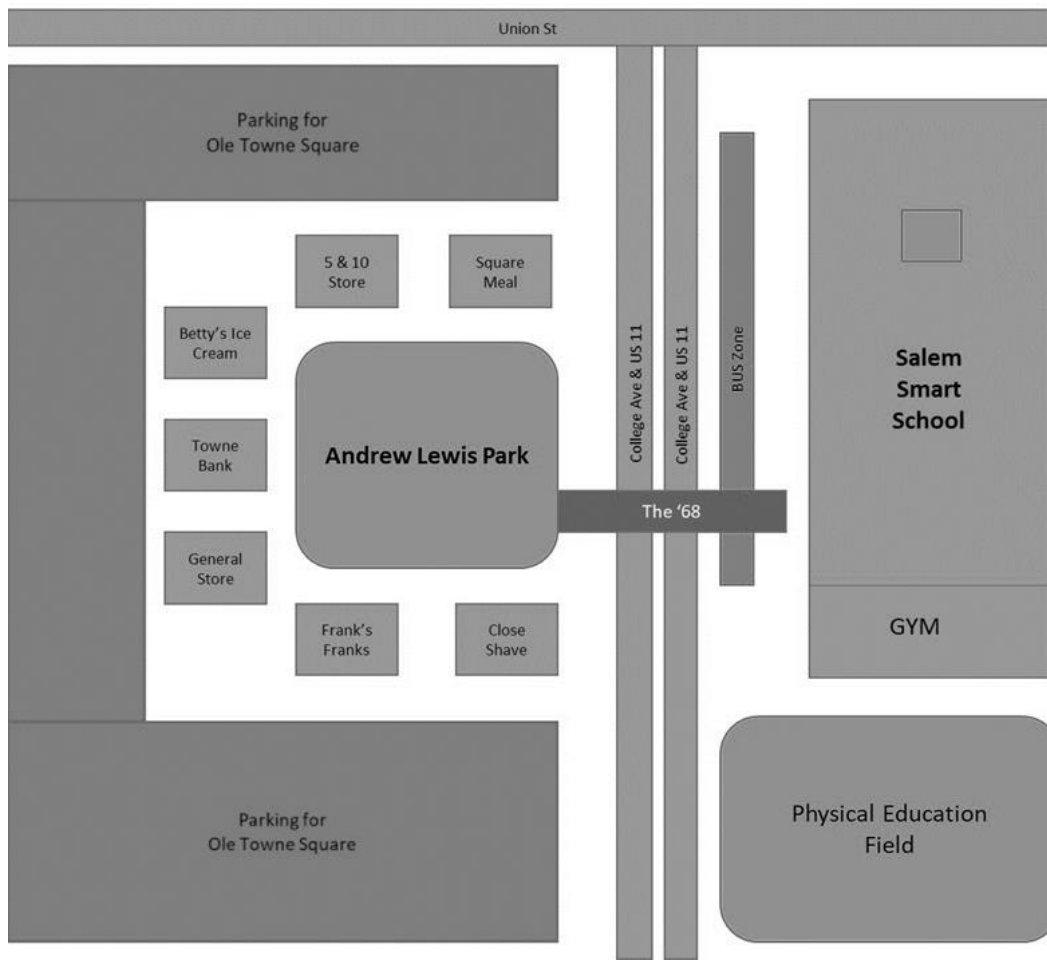 Union St
Parking for
Ole Towne Square
5 & 10
Store
Square
Meal
Betty's Ice
Cream
Towne
Bank
General
Store
Andrew Lewis Park
Frank's
Franks
Close
Shave
College Ave & US 11
College Ave & US 11
BUS Zone
The '68
Salem
Smart
School
GYM
Parking for
Ole Towne Square
Physical Education
Field